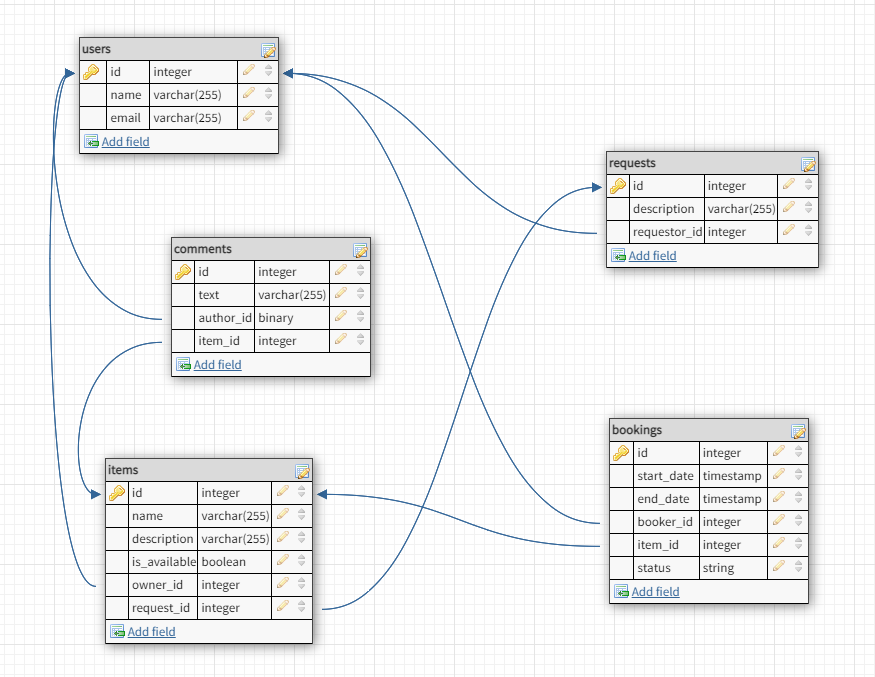 users
id integer
name varchar(255)
email varchar(255)
Add field
requests
id integer
description varchar(255)
requestor_id integer
Add field
comments
id integer
text varchar(255)
author_id binary
item_id integer
Add field
bookings
id integer
start_date timestamp
end_date timestamp
booker_id integer
item_id integer
status string
Add field
items
id integer
name varchar(255)
description varchar(255)
is_available boolean
owner_id integer
request_id integer
Add field